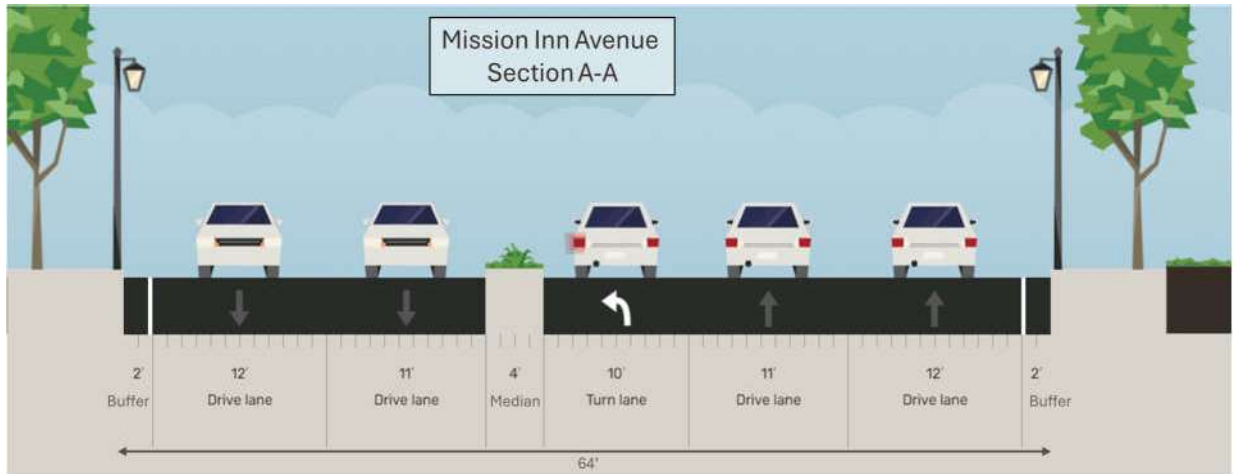 Mission Inn Avenue
Section A-A
2' 12' 11' 4' 10' 11' 12' 2'
Buffer Drive lane Drive lane Median Turn lane Drive lane Drive lane Buffer
64'